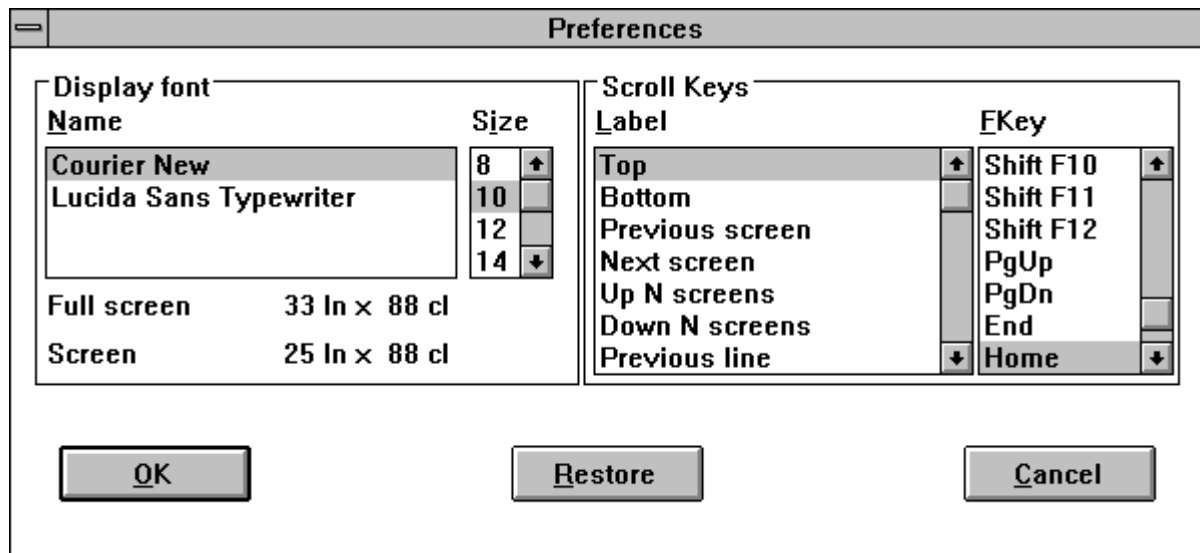 Preferences
Display font
Name Size
Courier New
Lucida Sans Typewriter
8
10
12
14
Full screen 33 ln x 88 cl
Screen 25 ln x 88 cl
Scroll Keys
Label FKey
Top
Bottom
Previous screen
Next screen
Up N screens
Down N screens
Previous line
Shift F10
Shift F11
Shift F12
PgUp
PgDn
End
Home
OK Restore Cancel